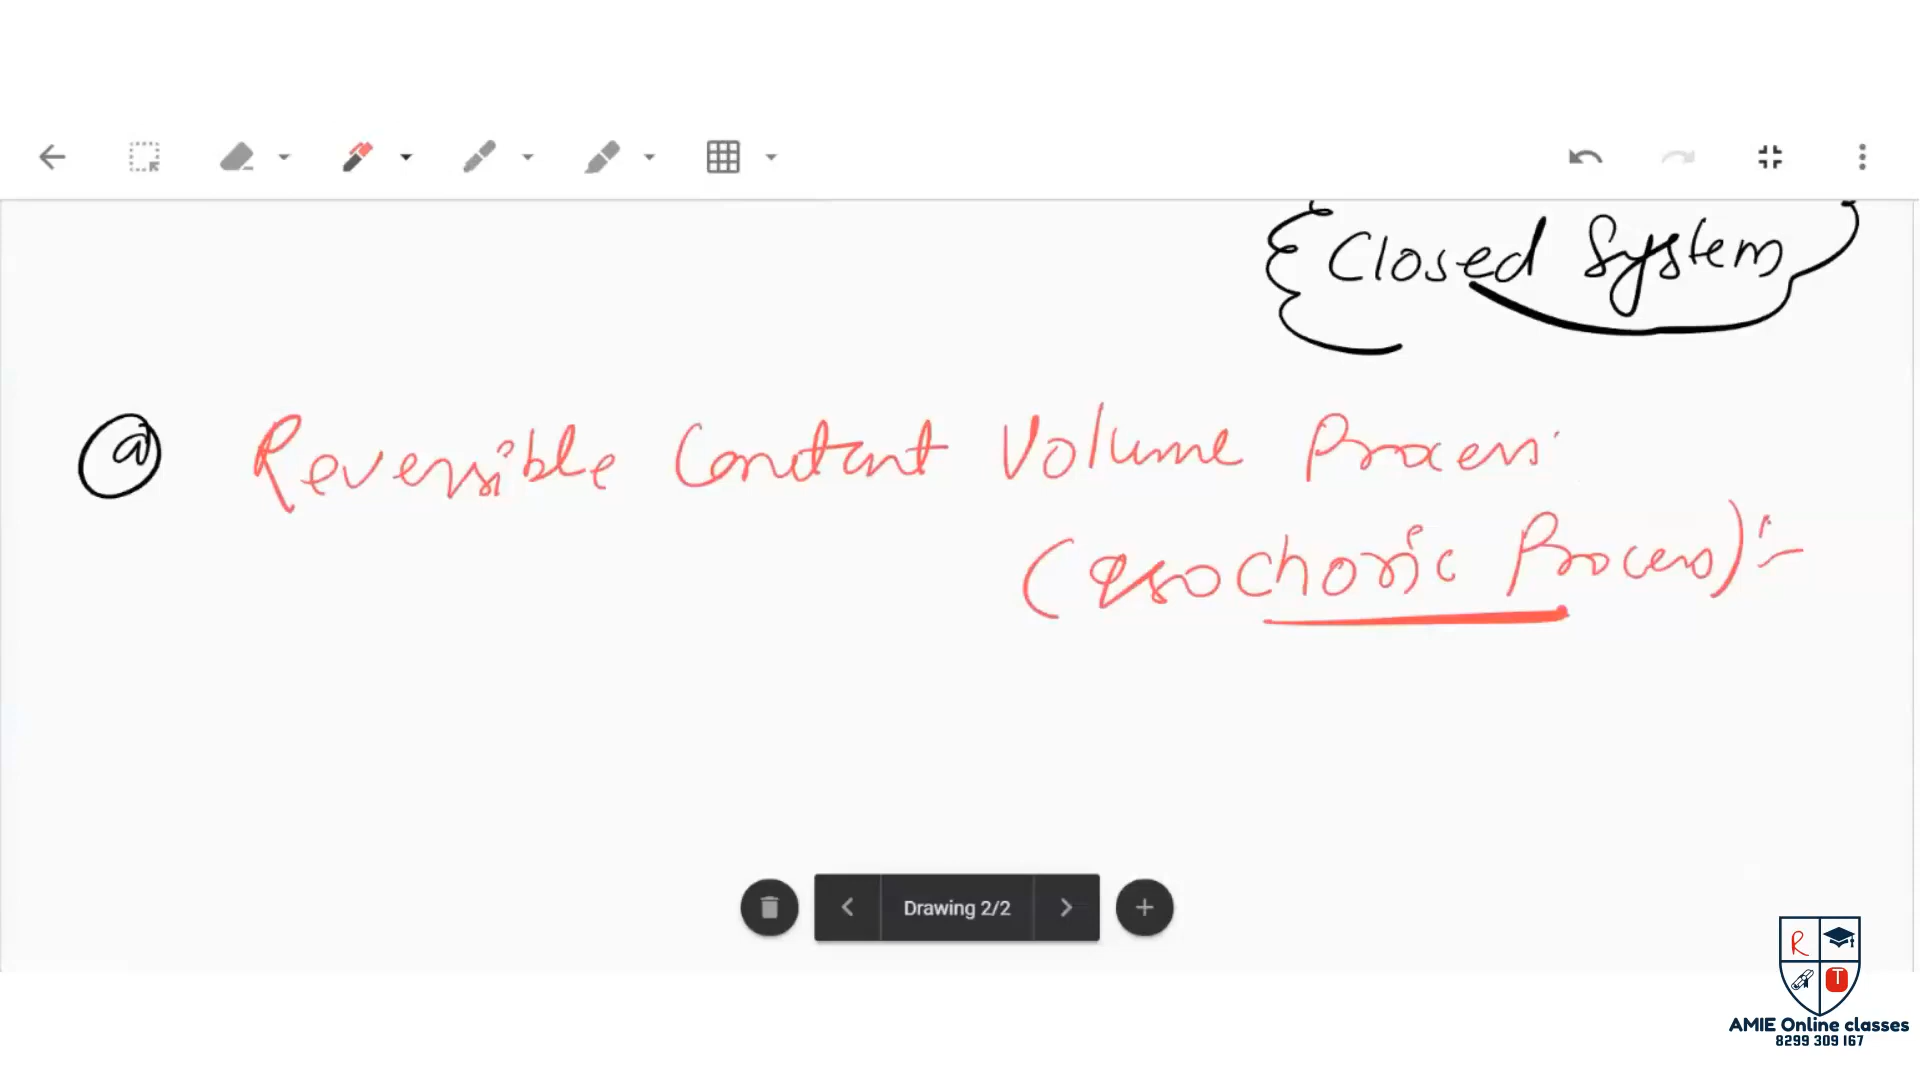 Closed System
a Reversible Constant Volume Process
(Isochoric Process):-
Drawing 2/2
R
T
AMIE Online classes
8299 309 167